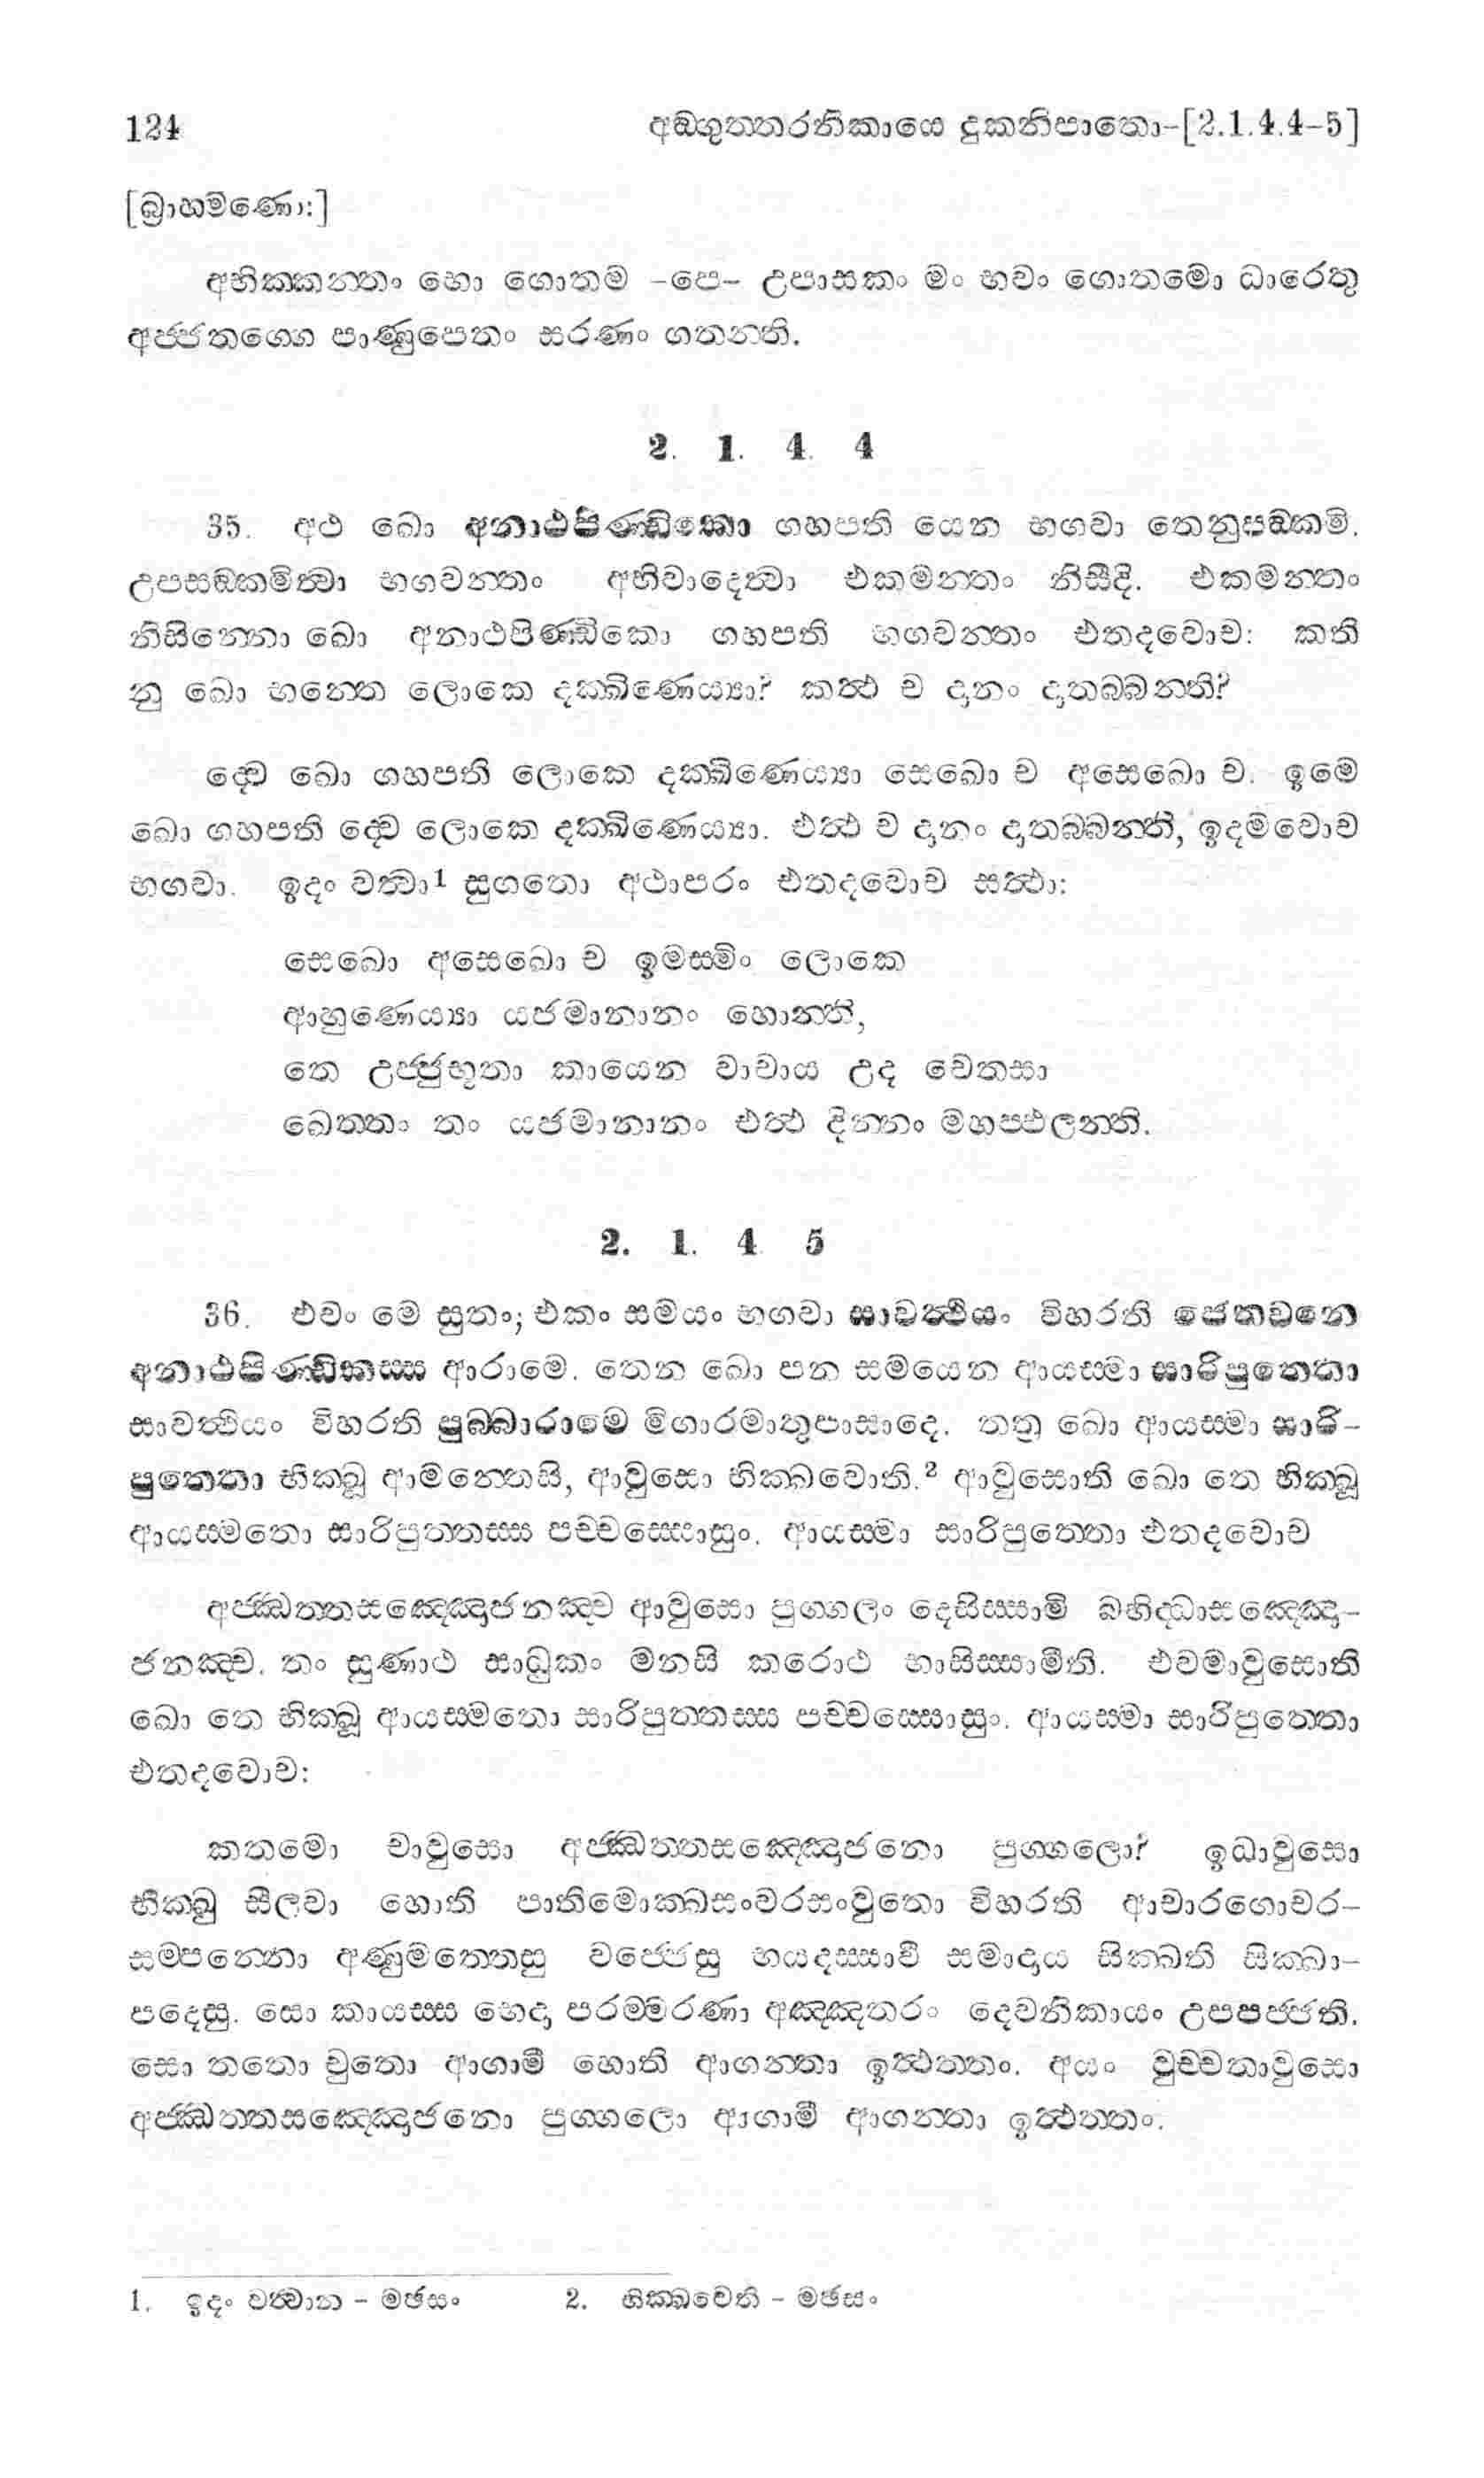 124 අඞ්ගුත්තරනිකායෙ දුකනිපාතො-[2.1.4.4-5]
[බ්‍රාහ්මණො:]
අභික්කන්තං භො ගොතම -පෙ- උපාසකං මං භවං ගොතමො ධාරෙතු
අජ්ජතග්ගෙ පාණුපෙතං සරණං ගතන්ති.
2. 1. 4. 4
35. අථ ඛො අනාථපිණ්ඩිකො ගහපති යෙන භගවා තෙනුපසඞ්කමි.
උපසඞ්කමිත්වා භගවන්තං අභිවාදෙත්වා එකමන්තං නිසීදි. එකමන්තං
නිසින්නො ඛො අනාථපිණ්ඩිකො ගහපති භගවන්තං එතදවොච: කති
නු ඛො භන්තෙ ලොකෙ දක්ඛිණෙය්‍යා? කත්ථ ච දානං දාතබ්බන්ති?
ද්වෙ ඛො ගහපති ලොකෙ දක්ඛිණෙය්‍යා සෙඛො ච අසෙඛො ච. ඉමෙ
ඛො ගහපති ද්වෙ ලොකෙ දක්ඛිණෙය්‍යා. එත්ථ ච දානං දාතබ්බන්ති, ඉදමවොච
භගවා. ඉදං වත්වා1 සුගතො අථාපරං එතදවොච සත්ථා:
සෙඛො අසෙඛො ච ඉමස්මිං ලොකෙ
ආහුණෙය්‍යා යජමානානං හොන්ති,
තෙ උජ්ජුභූතා කායෙන වාචාය උද චෙතසා
ඛෙත්තං තං යජමානානං එත්ථ දින්නං මහප්ඵලන්ති.
2. 1. 4 5
36. එවං මෙ සුතං; එකං සමයං භගවා සාවත්ථියං විහරති ජෙතවනෙ
අනාථපිණ්ඩිකස්ස ආරාමෙ. තෙන ඛො පන සමයෙන ආයස්මා සාරිපුත්තො
සාවත්ථියං විහරති පුබ්බාරාමෙ මිගාරමාතුපාසාදෙ. තත්‍ර ඛො ආයස්මා සාරි-
පුත්තො භික්ඛූ ආමන්තෙසි, ආවුසො භික්ඛවොති.2 ආවුසොති ඛො තෙ භික්ඛූ
ආයස්මතො සාරිපුත්තස්ස පච්චස්සොසුං. ආයස්මා සාරිපුත්තො එතදවොච
අජ්ඣත්තසඤ්ඤොජනඤ්ච ආවුසො පුග්ගලං දෙසිස්සාමි බහිද්ධාසඤ්ඤො-
ජනඤ්ච. තං සුණාථ සාධුකං මනසි කරොථ භාසිස්සාමීති. එවමාවුසොති
ඛො තෙ භික්ඛූ ආයස්මතො සාරිපුත්තස්ස පච්චස්සොසුං. ආයස්මා සාරිපුත්තො
එතදවොච:
කතමො චාවුසො අජ්ඣත්තසඤ්ඤොජනො පුග්ගලො? ඉධාවුසො
භික්ඛු සීලවා හොති පාතිමොක්ඛසංවරසංවුතො විහරති ආචාරගොචර-
සම්පන්නො අණුමත්තෙසු වජ්ජෙසු භයදස්සාවී සමාදාය සික්ඛති සික්ඛා-
පදෙසු. සො කායස්ස භෙදා පරම්මරණා අඤ්ඤතරං දෙවනිකායං උපපජ්ජති.
සො තතො චුතො ආගාමී හොති ආගන්තා ඉත්ථත්තං. අයං වුච්චතාවුසො
අජ්ඣත්තසඤ්ඤොජනො පුග්ගලො ආගාමී ආගන්තා ඉත්ථත්තං.
1. ඉදං වත්වාන - මඡසං 2. භික්ඛවෙති - මඡසං